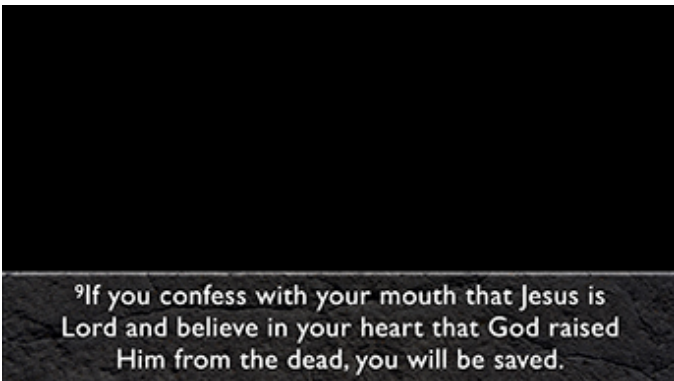 ⁹If you confess with your mouth that Jesus is
Lord and believe in your heart that God raised
Him from the dead, you will be saved.